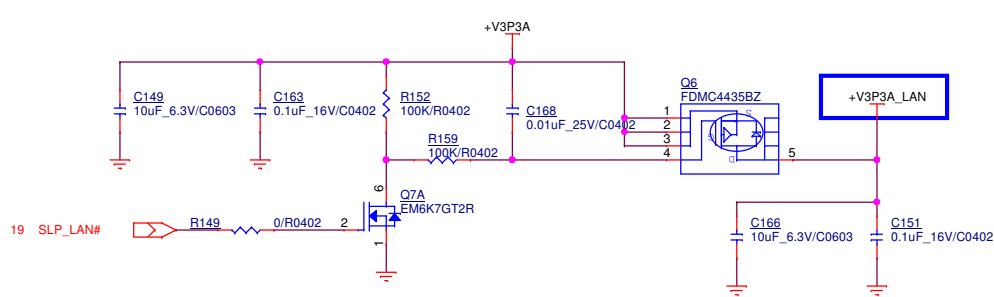 +V3P3A
C149
10uF_6.3V/C0603
C163
0.1uF_16V/C0402
R152
100K/R0402
C168
0.01uF_25V/C0402
R159
100K/R0402
Q6
FDMC4435BZ
1
2
3
4
5
+V3P3A_LAN
6
Q7A
EM6K7GT2R
2
1
19 SLP_LAN#
R149
0/R0402
C166
10uF_6.3V/C0603
C151
0.1uF_16V/C0402